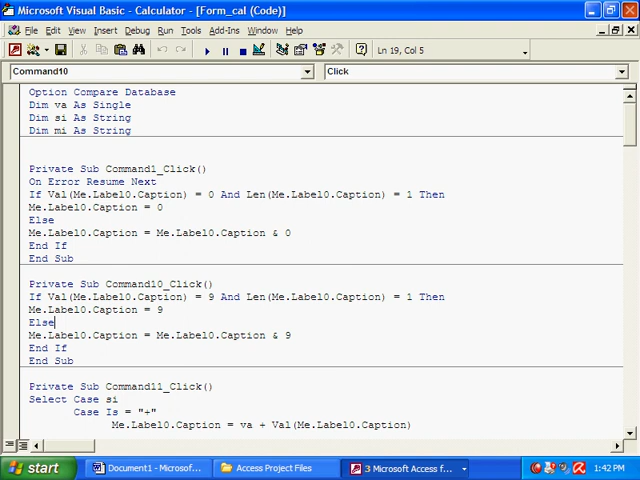 Microsoft Visual Basic - Calculator - [Form_cal (Code)]
File Edit View Insert Debug Run Tools Add-Ins Window Help
Ln 19, Col 5
Command10 Click
Option Compare Database
Dim va As Single
Dim si As String
Dim mi As String
Private Sub Command1_Click()
On Error Resume Next
If Val(Me.Label0.Caption) = 0 And Len(Me.Label0.Caption) = 1 Then
Me.Label0.Caption = 0
Else
Me.Label0.Caption = Me.Label0.Caption & 0
End If
End Sub
Private Sub Command10_Click()
If Val(Me.Label0.Caption) = 9 And Len(Me.Label0.Caption) = 1 Then
Me.Label0.Caption = 9
Else
Me.Label0.Caption = Me.Label0.Caption & 9
End If
End Sub
Private Sub Command11_Click()
Select Case si
Case Is = "+"
Me.Label0.Caption = va + Val(Me.Label0.Caption)
start Document1 - Microsof... Access Project Files 3 Microsoft Access f... 1:42 PM